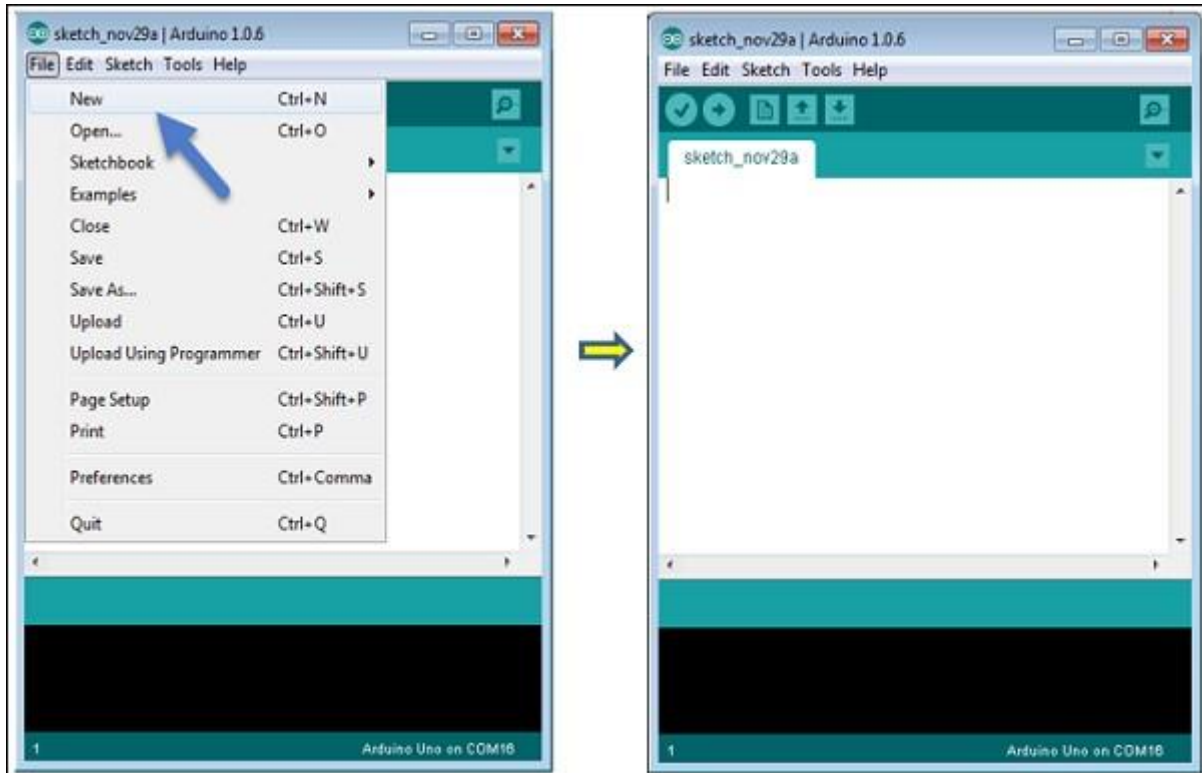 sketch_nov29a | Arduino 1.0.6
File Edit Sketch Tools Help
New Ctrl+N
Open... Ctrl+O
Sketchbook
Examples
Close Ctrl+W
Save Ctrl+S
Save As... Ctrl+Shift+S
Upload Ctrl+U
Upload Using Programmer Ctrl+Shift+U
Page Setup Ctrl+Shift+P
Print Ctrl+P
Preferences Ctrl+Comma
Quit Ctrl+Q
1 Arduino Uno on COM16
sketch_nov29a | Arduino 1.0.6
File Edit Sketch Tools Help
sketch_nov29a
1 Arduino Uno on COM16